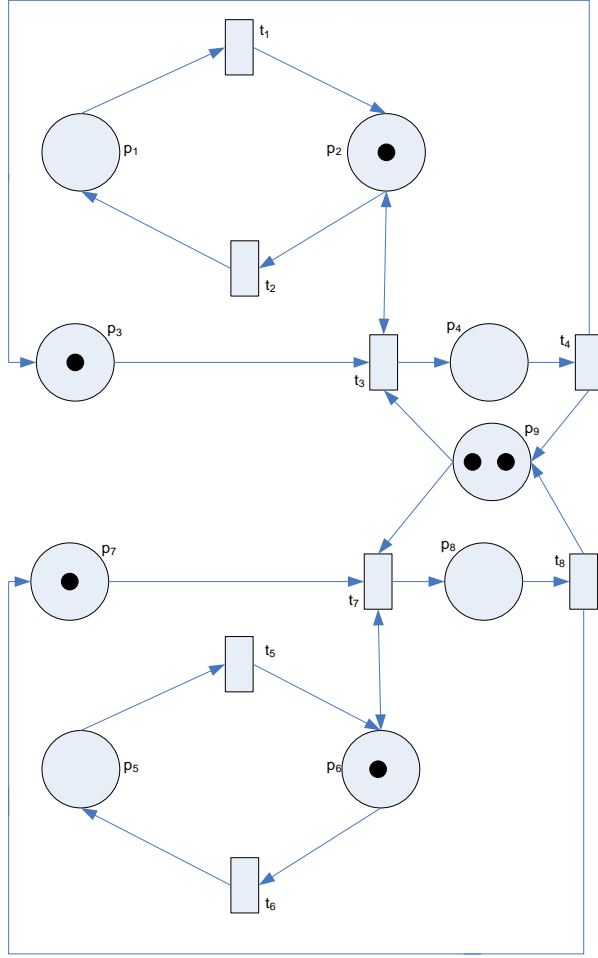 t₁
p₁
p₂
t₂
p₃
p₄
t₄
t₃
p₉
p₇
p₈
t₈
t₇
t₅
p₅
p₆
t₆